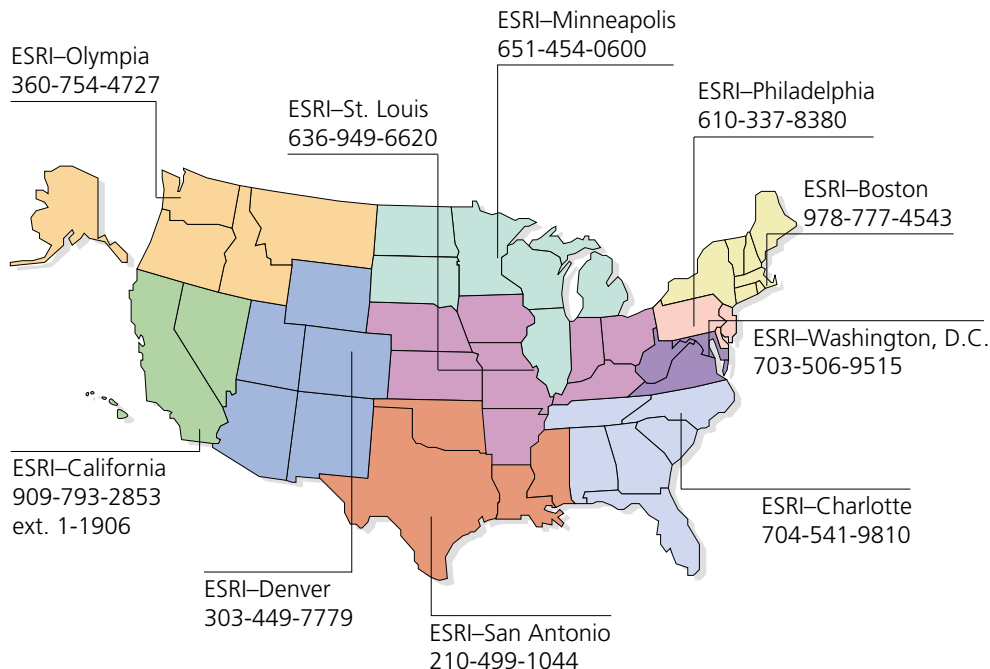 ESRI–Minneapolis
651-454-0600
ESRI–Olympia
360-754-4727
ESRI–Philadelphia
610-337-8380
ESRI–St. Louis
636-949-6620
ESRI–Boston
978-777-4543
ESRI–Washington, D.C.
703-506-9515
ESRI–California
909-793-2853
ext. 1-1906
ESRI–Charlotte
704-541-9810
ESRI–Denver
303-449-7779
ESRI–San Antonio
210-499-1044